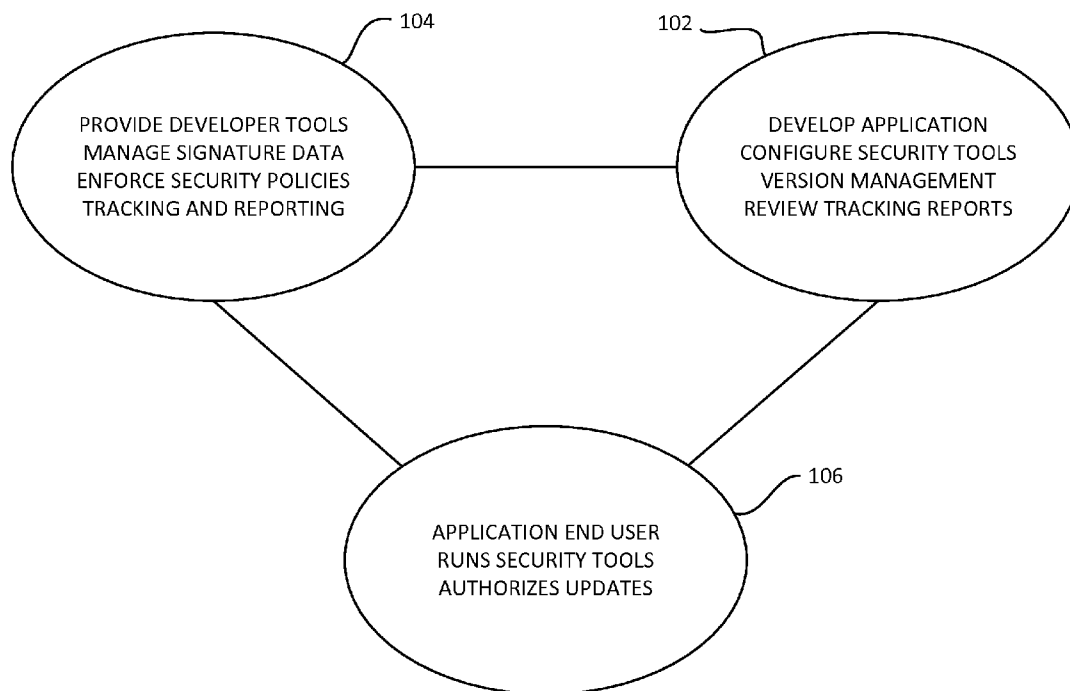 104
102
PROVIDE DEVELOPER TOOLS
MANAGE SIGNATURE DATA
ENFORCE SECURITY POLICIES
TRACKING AND REPORTING
DEVELOP APPLICATION
CONFIGURE SECURITY TOOLS
VERSION MANAGEMENT
REVIEW TRACKING REPORTS
106
APPLICATION END USER
RUNS SECURITY TOOLS
AUTHORIZES UPDATES